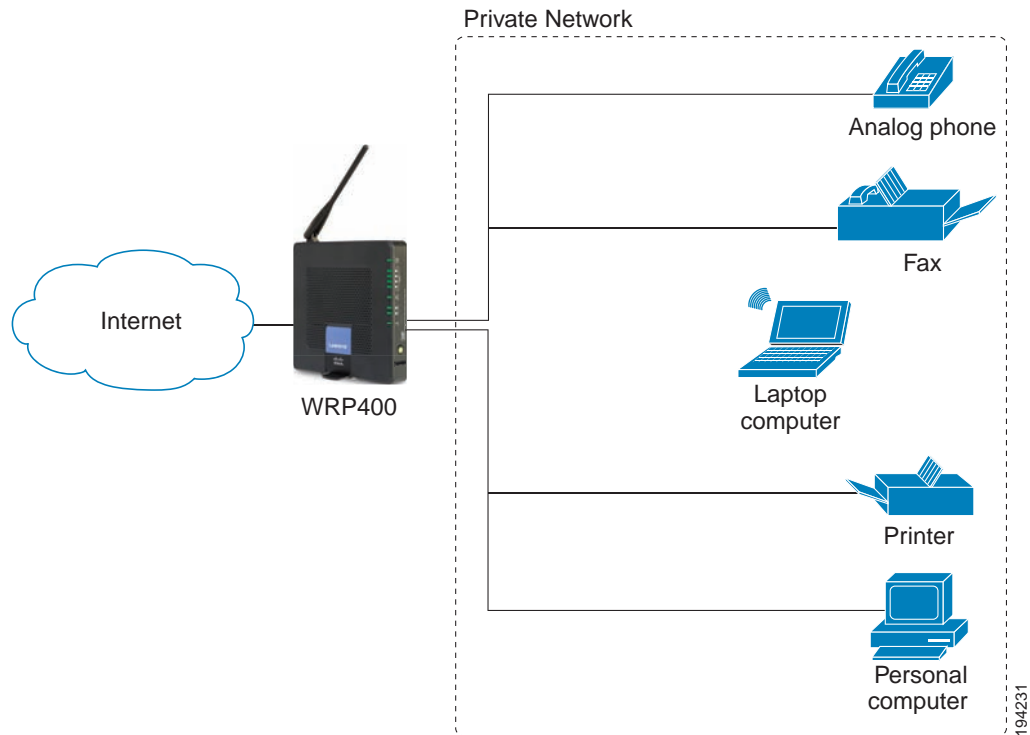 Private Network
Analog phone
Fax
Internet
WRP400
Laptop
computer
Printer
Personal
computer
194231